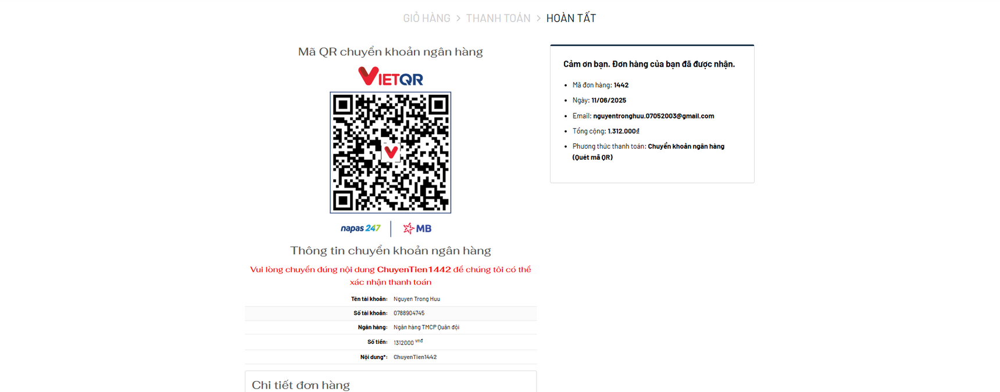 GIỎ HÀNG > THANH TOÁN > HOÀN TẤT
Mã QR chuyển khoản ngân hàng
VIETQR
napas 247 | MB
Thông tin chuyển khoản ngân hàng
Vui lòng chuyển đúng nội dung ChuyenTien1442 để chúng tôi có thể
xác nhận thanh toán
Tên tài khoản: Nguyen Trong Huu
Số tài khoản: 0788904745
Ngân hàng: Ngân hàng TMCP Quân đội
Số tiền: 1312000 vnđ
Nội dung*: ChuyenTien1442
Chi tiết đơn hàng
Cảm ơn bạn. Đơn hàng của bạn đã được nhận.
Mã đơn hàng: 1442
Ngày: 11/06/2025
Email: nguyentronghuu.07052003@gmail.com
Tổng cộng: 1.312.000₫
Phương thức thanh toán: Chuyển khoản ngân hàng
(Quét mã QR)